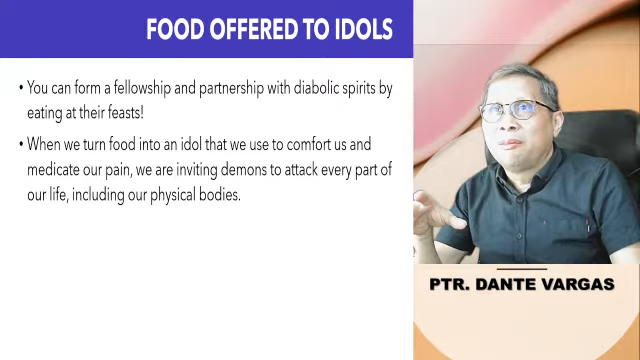 FOOD OFFERED TO IDOLS
• You can form a fellowship and partnership with diabolic spirits by
eating at their feasts!
• When we turn food into an idol that we use to comfort us and
medicate our pain, we are inviting demons to attack every part of
our life, including our physical bodies.
PTR. DANTE VARGAS